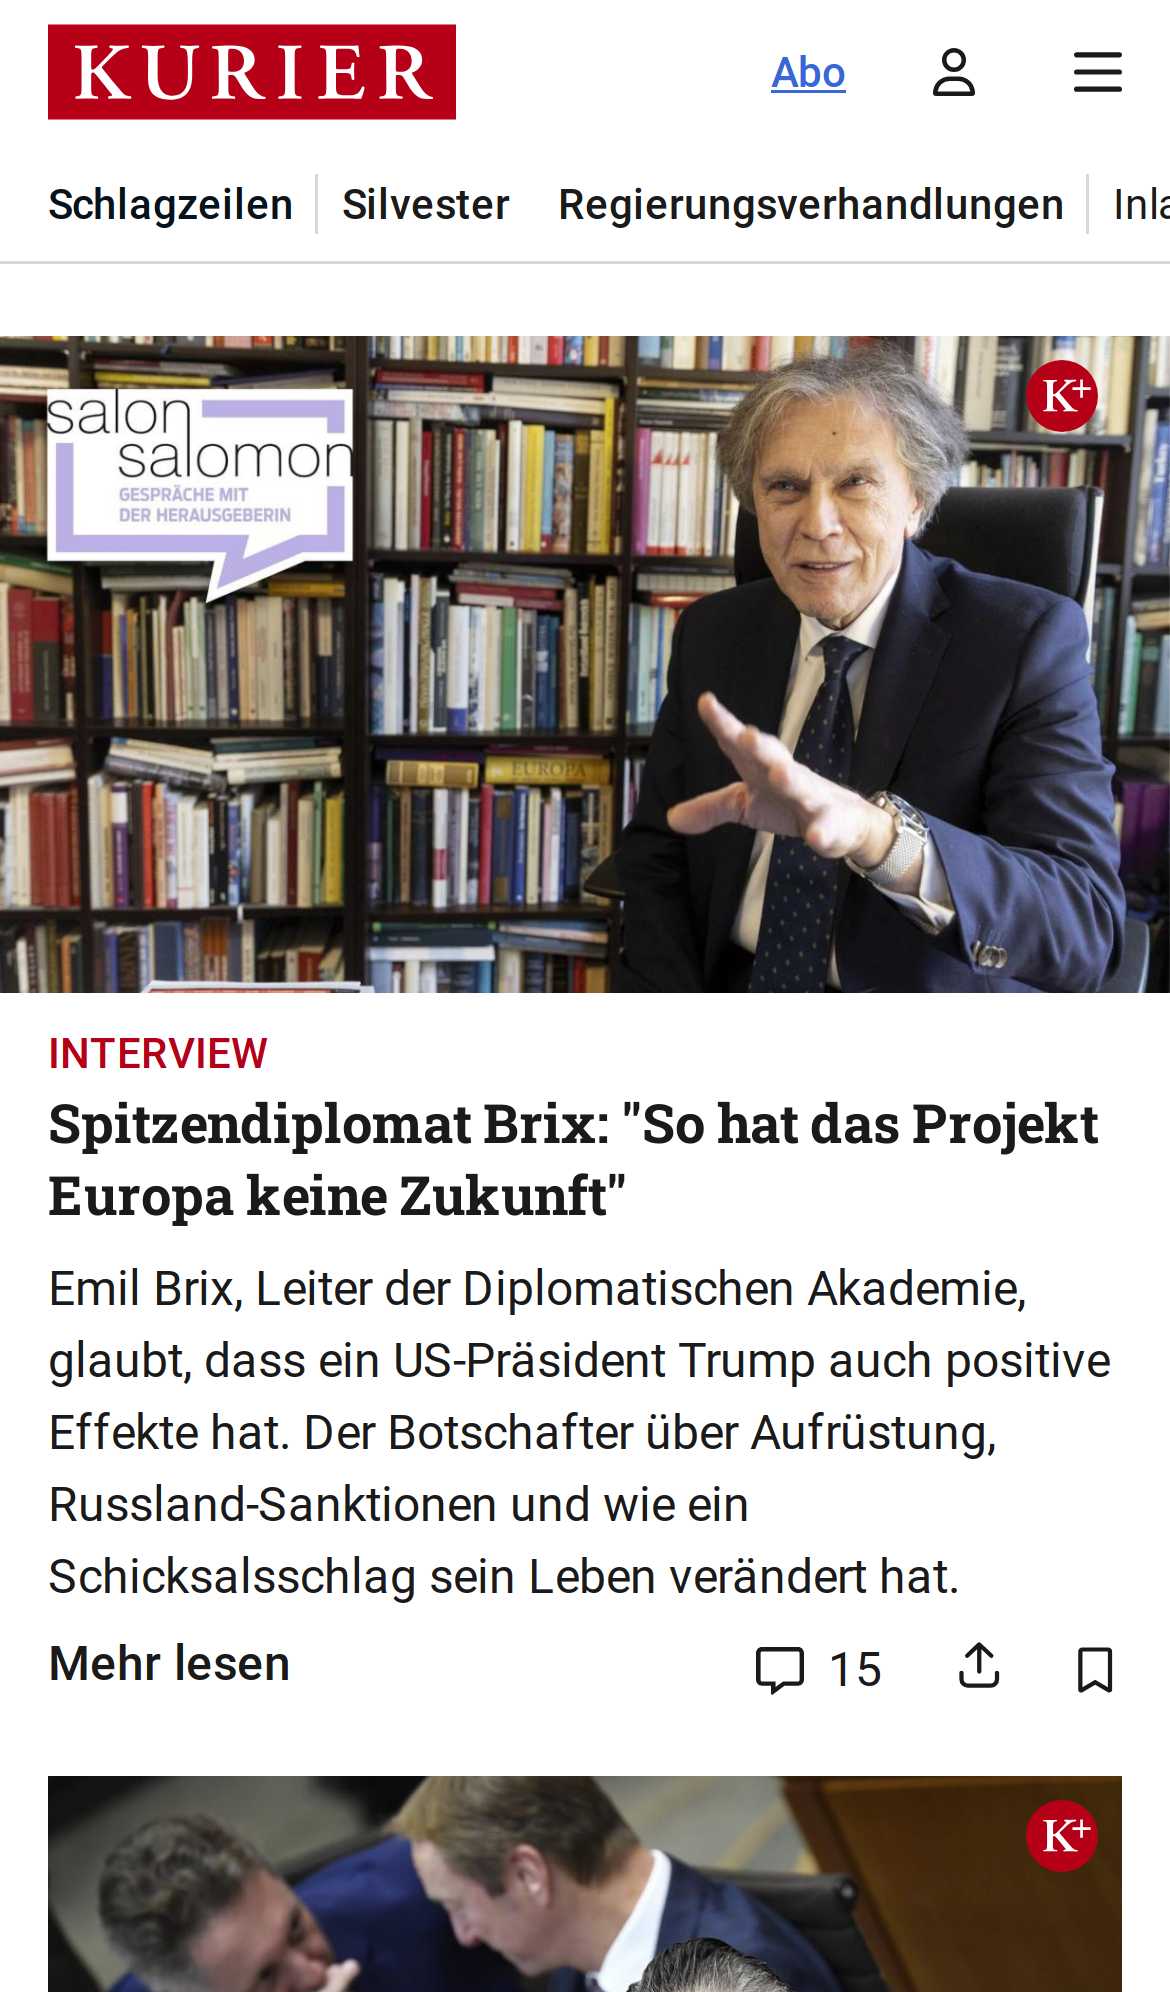 KURIER
Abo
Schlagzeilen
Silvester
Regierungsverhandlungen
salon
salomon
GESPRÄCHE MIT
DER HERAUSGEBERIN
K+
EUROPA
INTERVIEW
Spitzendiplomat Brix: "So hat das Projekt
Europa keine Zukunft"
Emil Brix, Leiter der Diplomatischen Akademie,
glaubt, dass ein US-Präsident Trump auch positive
Effekte hat. Der Botschafter über Aufrüstung,
Russland-Sanktionen und wie ein
Schicksalsschlag sein Leben verändert hat.
Mehr lesen
15
K+